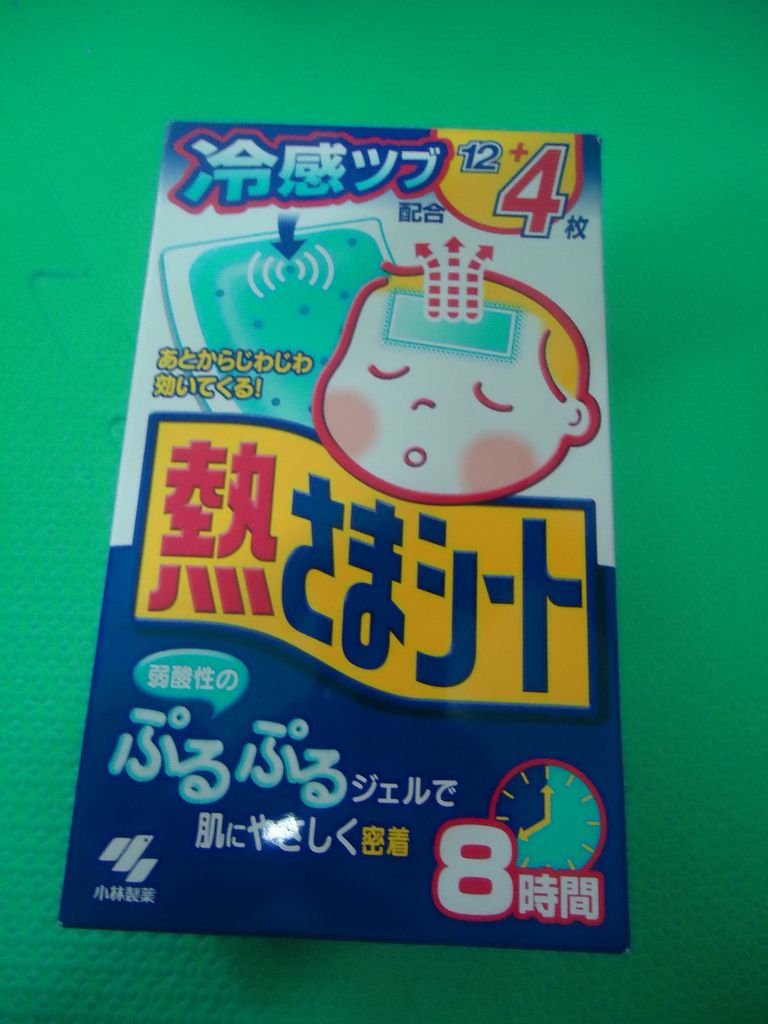 冷感ツブ
配合
12+4枚
あとからじわじわ
効いてくる!
熱さまシート
弱酸性の
ぷるぷるジェルで
肌にやさしく密着
8時間
小林製薬